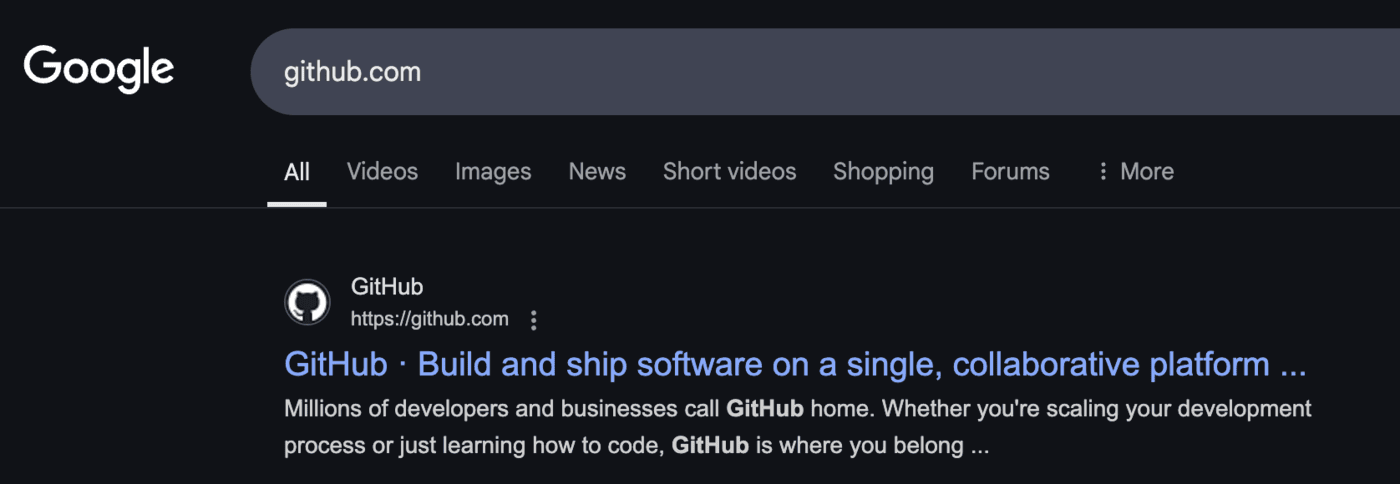 Google
github.com
All Videos Images News Short videos Shopping Forums More
GitHub
https://github.com
GitHub · Build and ship software on a single, collaborative platform ...
Millions of developers and businesses call GitHub home. Whether you're scaling your development
process or just learning how to code, GitHub is where you belong ...